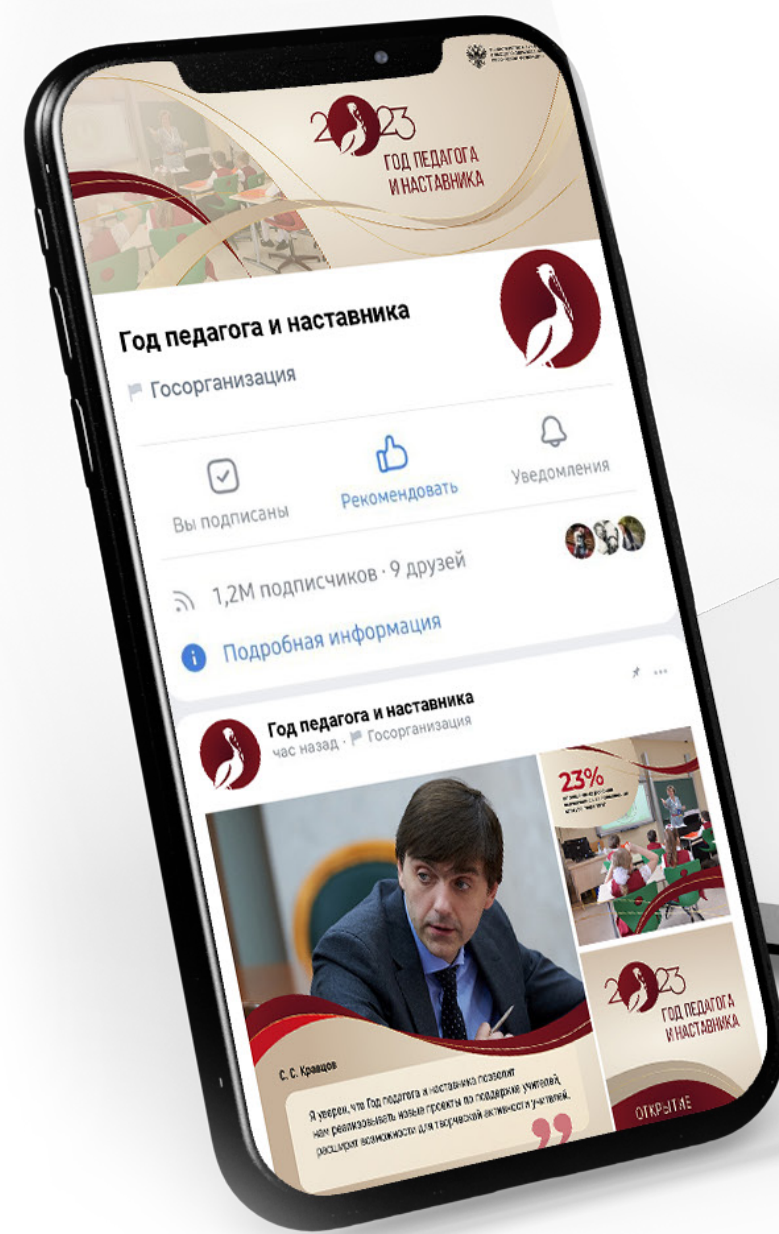 2023
ГОД ПЕДАГОГА
И НАСТАВНИКА
Год педагога и наставника
Госорганизация
Вы подписаны
Рекомендовать
Уведомления
1,2М подписчиков · 9 друзей
Подробная информация
Год педагога и наставника
час назад · Госорганизация
23%
С. С. Кравцов
Я уверен, что Год педагога и наставника позволит
нам реализовывать новые проекты по поддержке учителей,
расширит возможности для творческой активности учителей.
2023
ГОД ПЕДАГОГА
И НАСТАВНИКА
ОТКРЫТИЕ